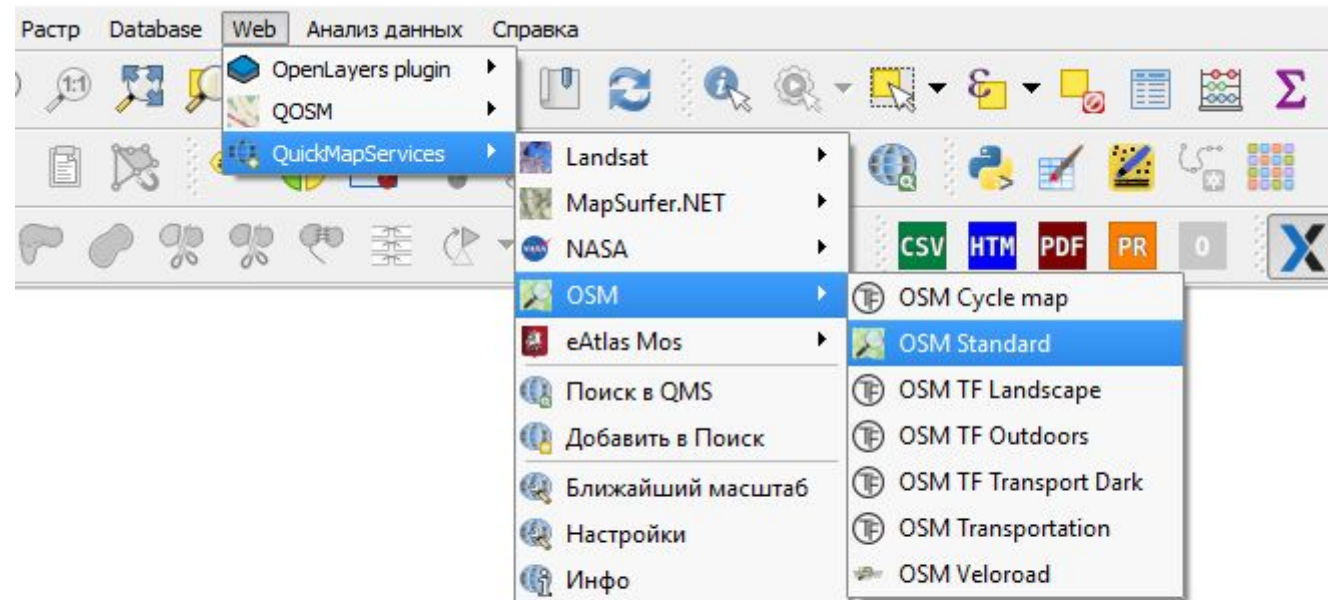 Растр Database Web Анализ данных Справка
OpenLayers plugin
1:1
QOSM
QuickMapServices
Landsat
MapSurfer.NET
NASA
CSV HTM PDF PR 0
OSM
OSM Cycle map
eAtlas Mos
OSM Standard
Поиск в QMS
OSM TF Landscape
Добавить в Поиск
OSM TF Outdoors
Ближайший масштаб
OSM TF Transport Dark
Настройки
OSM Transportation
Инфо
OSM Veloroad